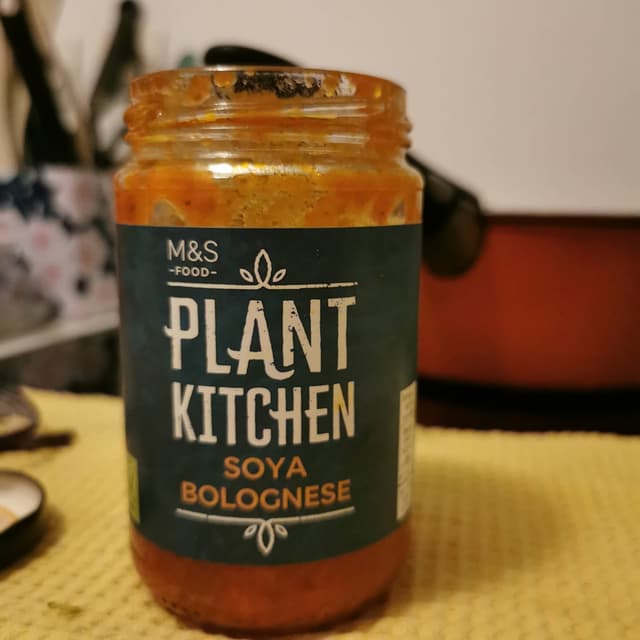 M&S
-FOOD-
PLANT
KITCHEN
SOYA
BOLOGNESE